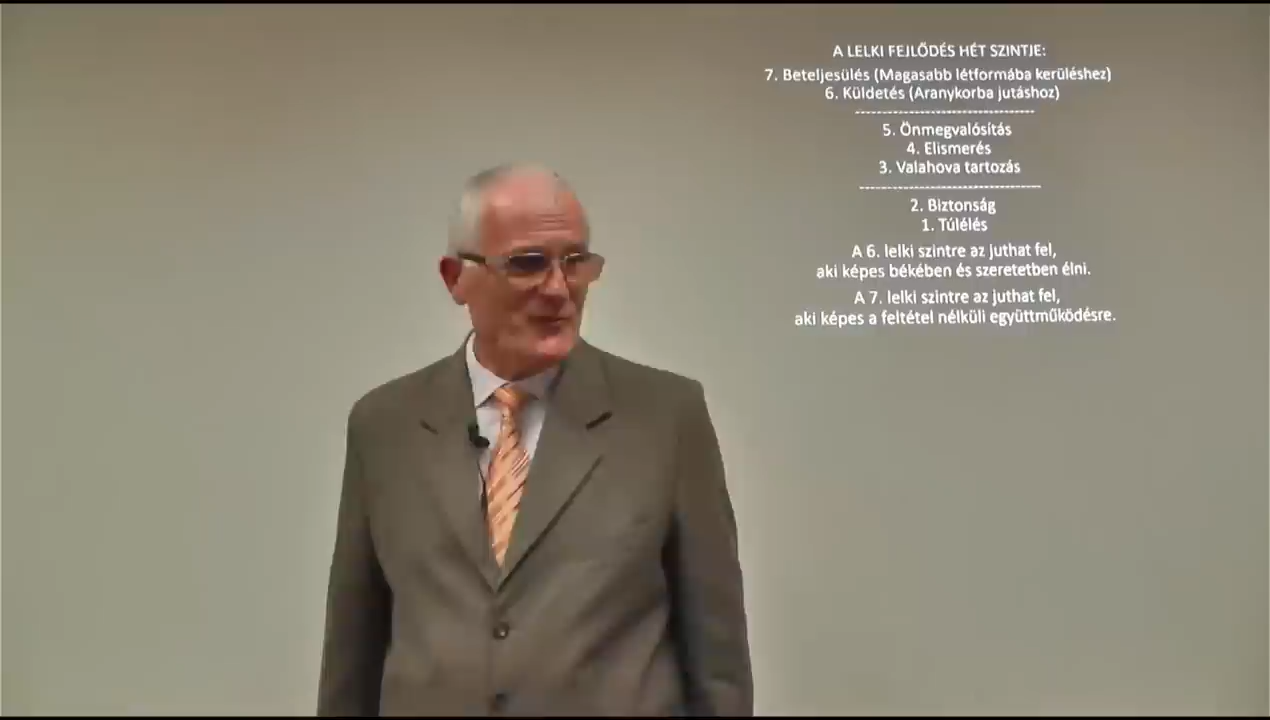 A LELKI FEJLŐDÉS HÉT SZINTJE:
7. Beteljesülés (Magasabb létformába kerüléshez)
6. Küldetés (Aranykorba jutáshoz)
--------------------------------
5. Önmegvalósítás
4. Elismerés
3. Valahova tartozás
--------------------------------
2. Biztonság
1. Túlélés
A 6. lelki szintre az juthat fel,
aki képes békében és szeretetben élni.
A 7. lelki szintre az juthat fel,
aki képes a feltétel nélküli együttműködésre.